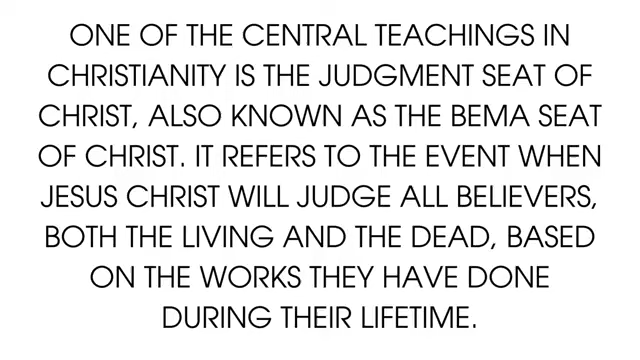 ONE OF THE CENTRAL TEACHINGS IN
CHRISTIANITY IS THE JUDGMENT SEAT OF
CHRIST, ALSO KNOWN AS THE BEMA SEAT
OF CHRIST. IT REFERS TO THE EVENT WHEN
JESUS CHRIST WILL JUDGE ALL BELIEVERS,
BOTH THE LIVING AND THE DEAD, BASED
ON THE WORKS THEY HAVE DONE
DURING THEIR LIFETIME.